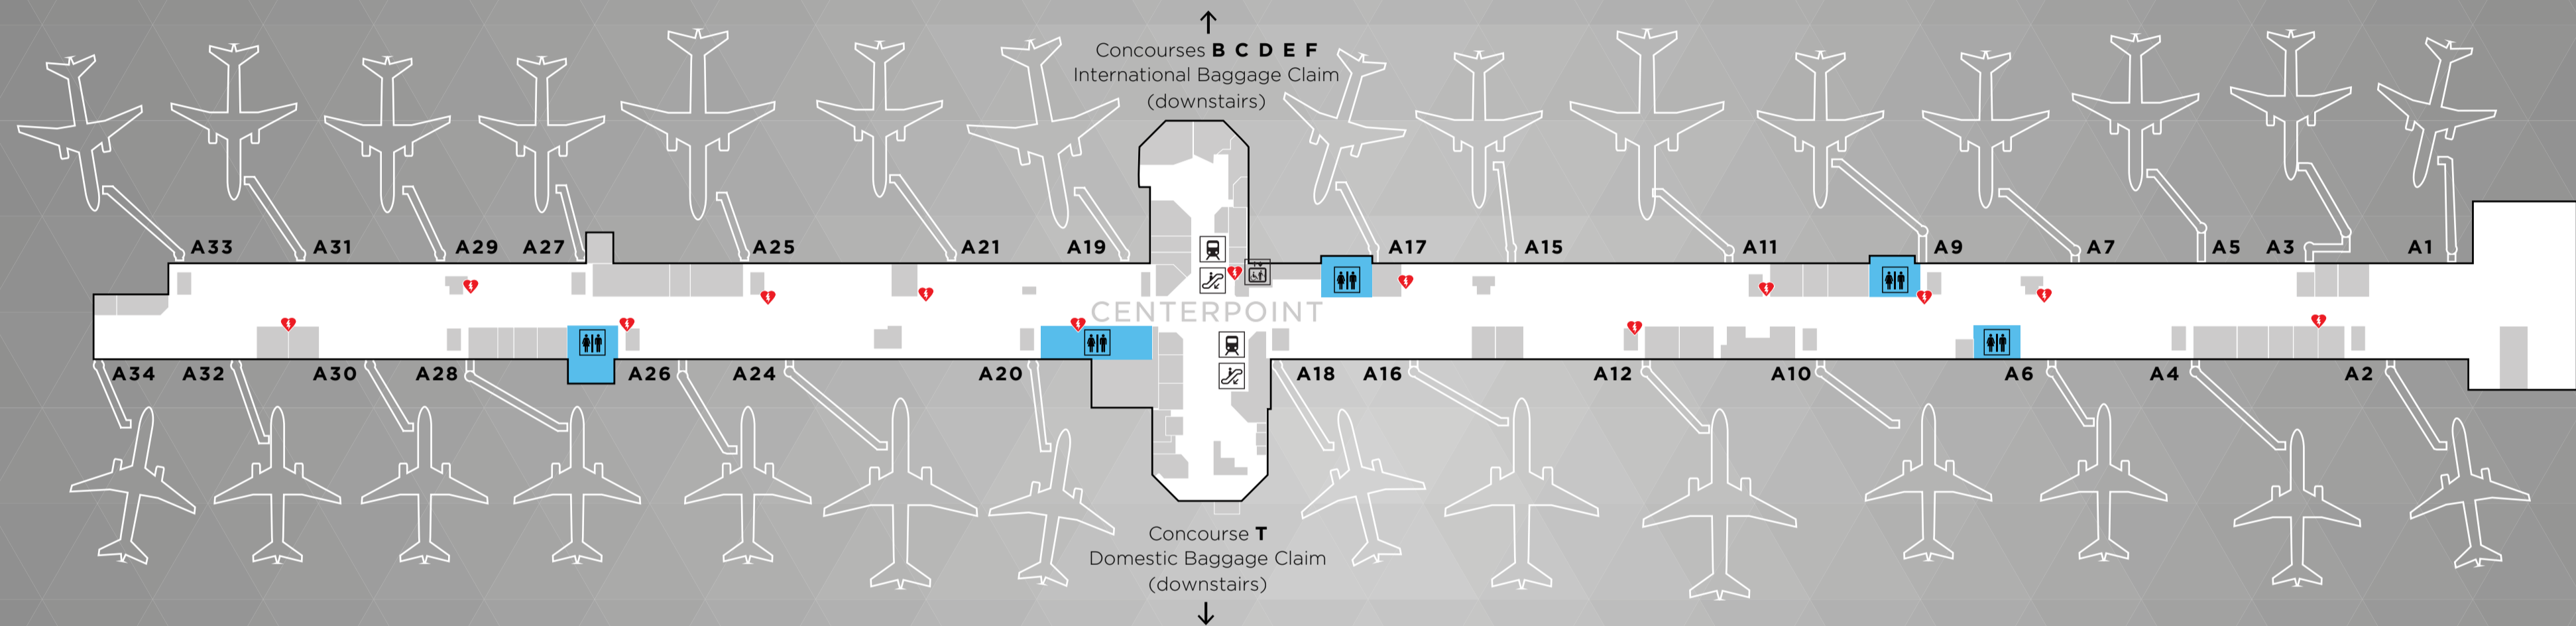 Concourses B C D E F
International Baggage Claim
(downstairs)
A33 A31 A29 A27 A25 A21 A19 A17 A15 A11 A9 A7 A5 A3 A1
CENTERPOINT
A34 A32 A30 A28 A26 A24 A20 A18 A16 A12 A10 A6 A4 A2
Concourse T
Domestic Baggage Claim
(downstairs)